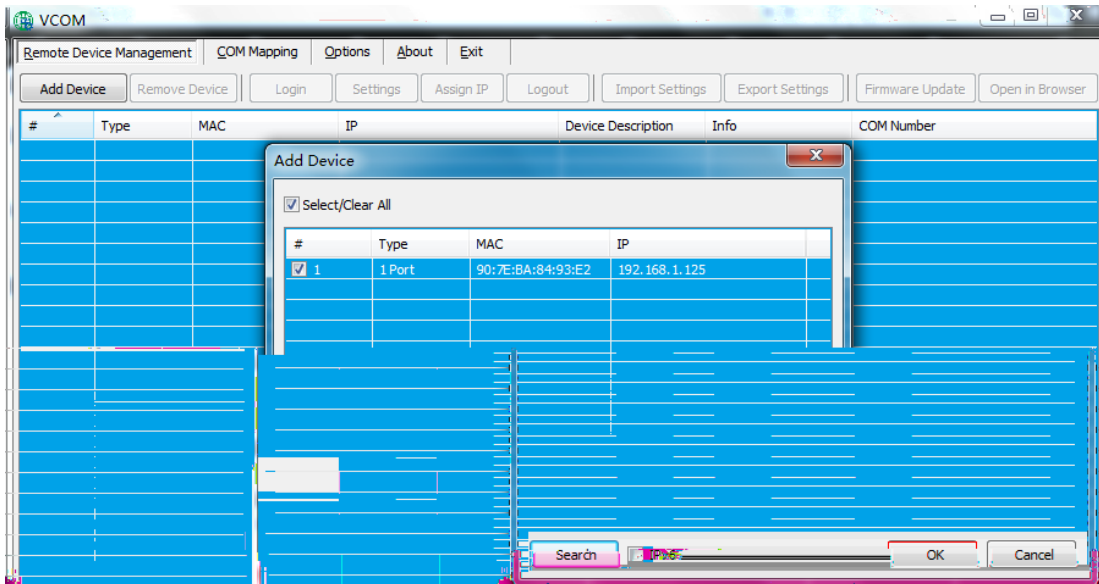 VCOM
Remote Device Management COM Mapping Options About Exit
Add Device Remove Device Login Settings Assign IP Logout Import Settings Export Settings Firmware Update Open in Browser
# Type MAC IP Device Description Info COM Number
Add Device
Select/Clear All
# Type MAC IP
1 1 Port 90:7E:BA:84:93:E2 192.168.1.125
Search OK Cancel